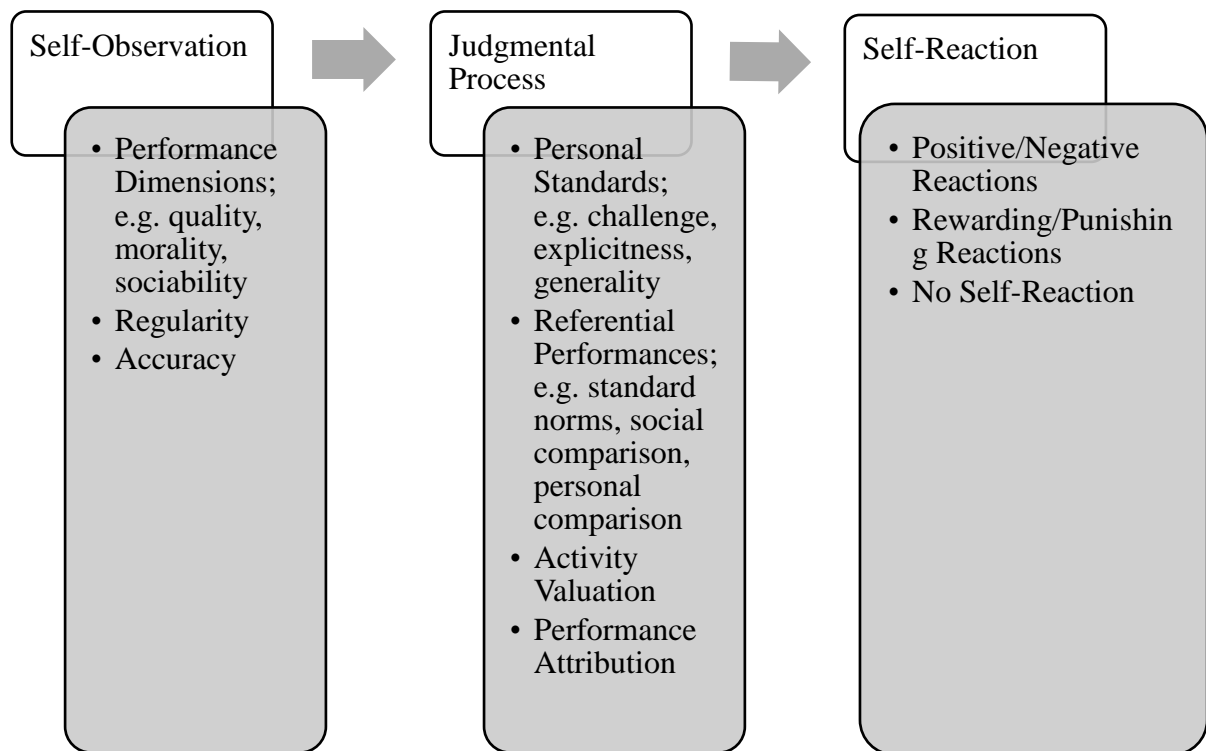 Self-Observation
• Performance
Dimensions;
e.g. quality,
morality,
sociability
• Regularity
• Accuracy
Judgmental
Process
• Personal
Standards;
e.g. challenge,
explicitness,
generality
• Referential
Performances;
e.g. standard
norms, social
comparison,
personal
comparison
• Activity
Valuation
• Performance
Attribution
Self-Reaction
• Positive/Negative
Reactions
• Rewarding/Punishin
g Reactions
• No Self-Reaction